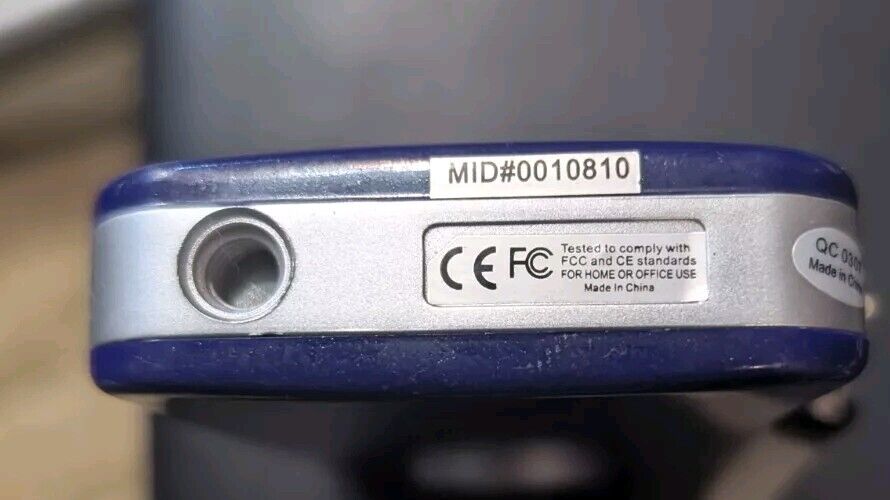 MID#0010810
CE FC Tested to comply with
FCC and CE standards
FOR HOME OR OFFICE USE
Made in China
QC
Made in